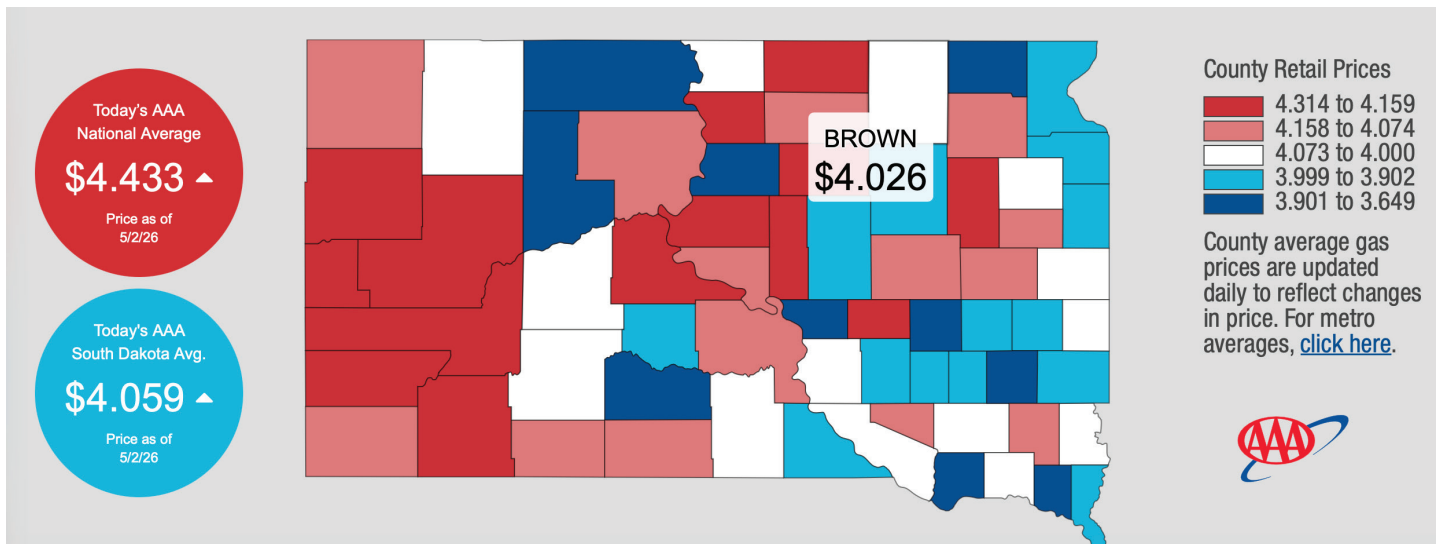 Today's AAA
National Average
$4.433
Price as of
5/2/26
Today's AAA
South Dakota Avg.
$4.059
Price as of
5/2/26
BROWN
$4.026
County Retail Prices
4.314 to 4.159
4.158 to 4.074
4.073 to 4.000
3.999 to 3.902
3.901 to 3.649
County average gas
prices are updated
daily to reflect changes
in price. For metro
averages, click here.
AAA